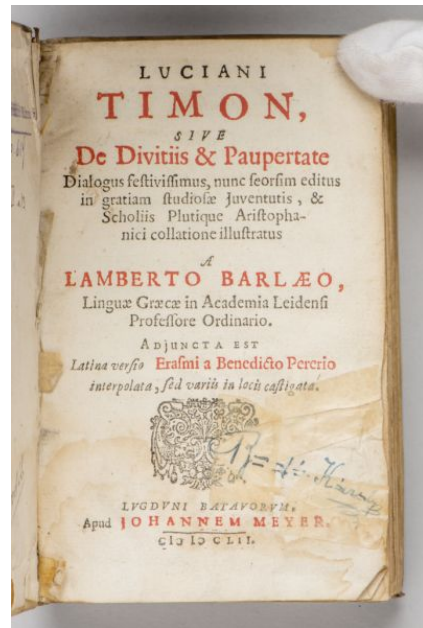 LUCIANI
TIMON,
SIVE
De Divitiis & Paupertate
Dialogus feſtiviſſimus, nunc ſeorſim editus
in gratiam ſtudioſæ Juventutis, &
Scholiis Plutique Ariſtopha-
nici collatione illuſtratus
A
LAMBERTO BARLÆO,
Linguæ Græcæ in Academia Leidenſi
Profeſſore Ordinario.
ADJUNCTA EST
Latina verſio Eraſmi a Benedicto Pererio
interpolata, ſed variis in locis caſtigata.
LVGDVNI BATAVORVM.
Apud JOHANNEM MEYER.
CIↃ IↃ CLII.